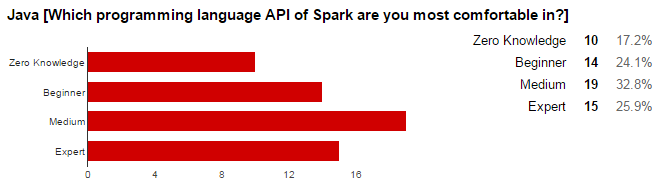 Java [Which programming language API of Spark are you most comfortable in?]
Zero Knowledge 10 17.2%
Beginner 14 24.1%
Medium 19 32.8%
Expert 15 25.9%
Zero Knowledge
Beginner
Medium
Expert
0 4 8 12 16